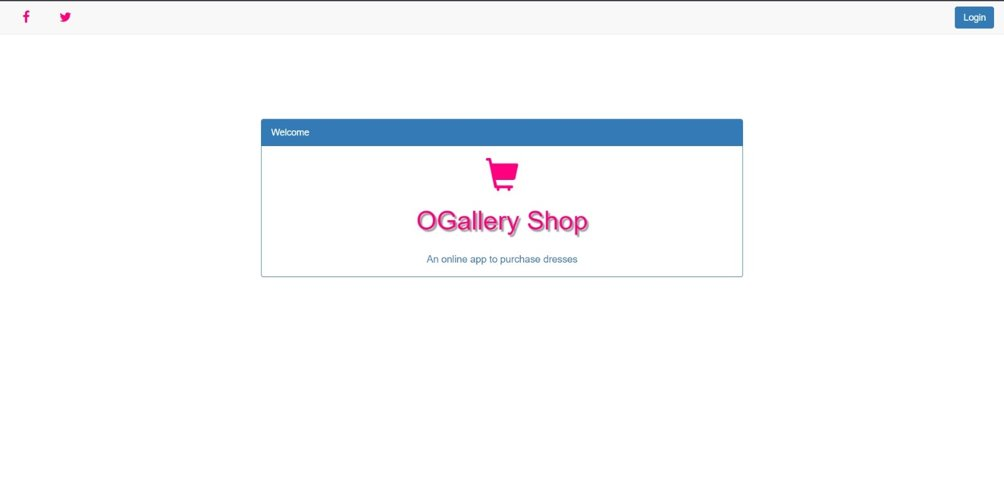 Login
Welcome
OGallery Shop
An online app to purchase dresses